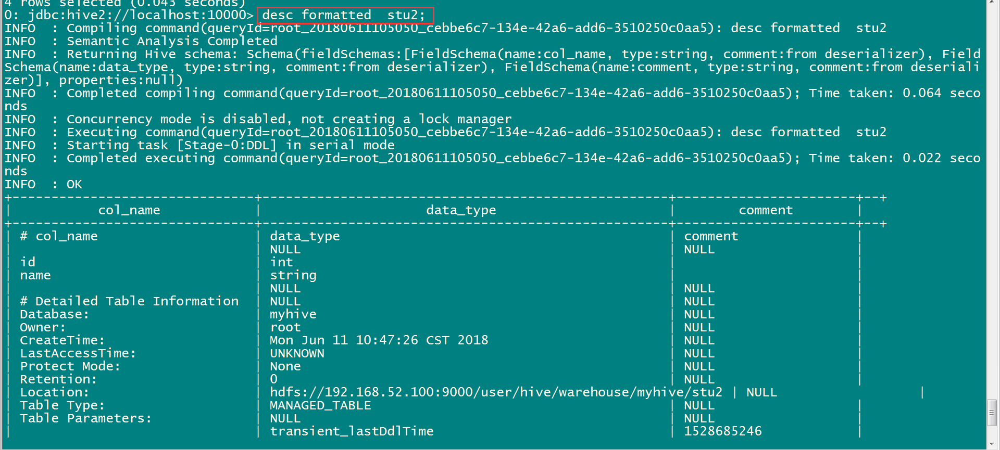 4 rows selected (0.043 seconds)
0: jdbc:hive2://localhost:10000> desc formatted  stu2;
INFO  : Compiling command(queryId=root_20180611105050_cebbe6c7-134e-42a6-add6-3510250c0aa5): desc formatted  stu2
INFO  : Semantic Analysis Completed
INFO  : Returning Hive schema: Schema(fieldSchemas:[FieldSchema(name:col_name, type:string, comment:from deserializer), Field
Schema(name:data_type, type:string, comment:from deserializer), FieldSchema(name:comment, type:string, comment:from deseriali
zer)], properties:null)
INFO  : Completed compiling command(queryId=root_20180611105050_cebbe6c7-134e-42a6-add6-3510250c0aa5); Time taken: 0.064 seco
nds
INFO  : Concurrency mode is disabled, not creating a lock manager
INFO  : Executing command(queryId=root_20180611105050_cebbe6c7-134e-42a6-add6-3510250c0aa5): desc formatted  stu2
INFO  : Starting task [Stage-0:DDL] in serial mode
INFO  : Completed executing command(queryId=root_20180611105050_cebbe6c7-134e-42a6-add6-3510250c0aa5); Time taken: 0.022 seco
nds
INFO  : OK
+-------------------------------+----------------------------------------------------+-----------------------+--+
|           col_name            |                     data_type                      |        comment        |
+-------------------------------+----------------------------------------------------+-----------------------+--+
| # col_name                    | data_type                                          | comment               |
|                               | NULL                                               | NULL                  |
| id                            | int                                                |                       |
| name                          | string                                             |                       |
|                               | NULL                                               | NULL                  |
| # Detailed Table Information  | NULL                                               | NULL                  |
| Database:                     | myhive                                             | NULL                  |
| Owner:                        | root                                               | NULL                  |
| CreateTime:                   | Mon Jun 11 10:47:26 CST 2018                       | NULL                  |
| LastAccessTime:               | UNKNOWN                                            | NULL                  |
| Protect Mode:                 | None                                               | NULL                  |
| Retention:                    | 0                                                  | NULL                  |
| Location:                     | hdfs://192.168.52.100:9000/user/hive/warehouse/myhive/stu2 | NULL                  |
| Table Type:                   | MANAGED_TABLE                                      | NULL                  |
| Table Parameters:             | NULL                                               | NULL                  |
|                               | transient_lastDdlTime                              | 1528685246            |